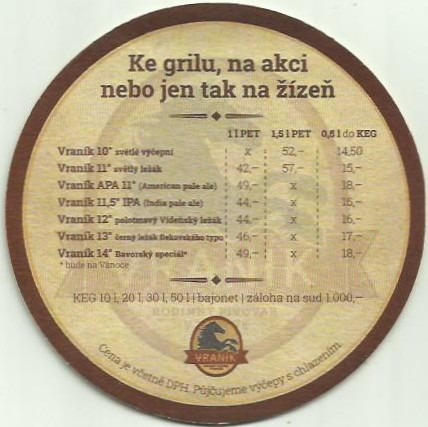 Ke grilu, na akci
nebo jen tak na žízeň
1 l PET 1,5 l PET 0,5 l do KEG
Vraník 10° světlé výčepní x 52,- 14,50
Vraník 11° světlý ležák 42,- 57,- 15,-
Vraník APA 11° (American pale ale) 49,- x 18,-
Vraník 11,5° IPA (India pale ale) 44,- x 16,-
Vraník 12° polotmavý Vídeňský ležák 44,- x 16,-
Vraník 13° černý ležák flekovského typu 46,- x 17,-
Vraník 14° Bavorský speciál* 49,- x 18,-
* bude na Vánoce
VRANÍK
KEG 10 l, 20 l, 30 l, 50 l | bajonet | záloha na sud 1.000,-
RODINNÝ PIVOVAR
VRANÍK
Cena je včetně DPH. Půjčujeme výčepy s chlazením.